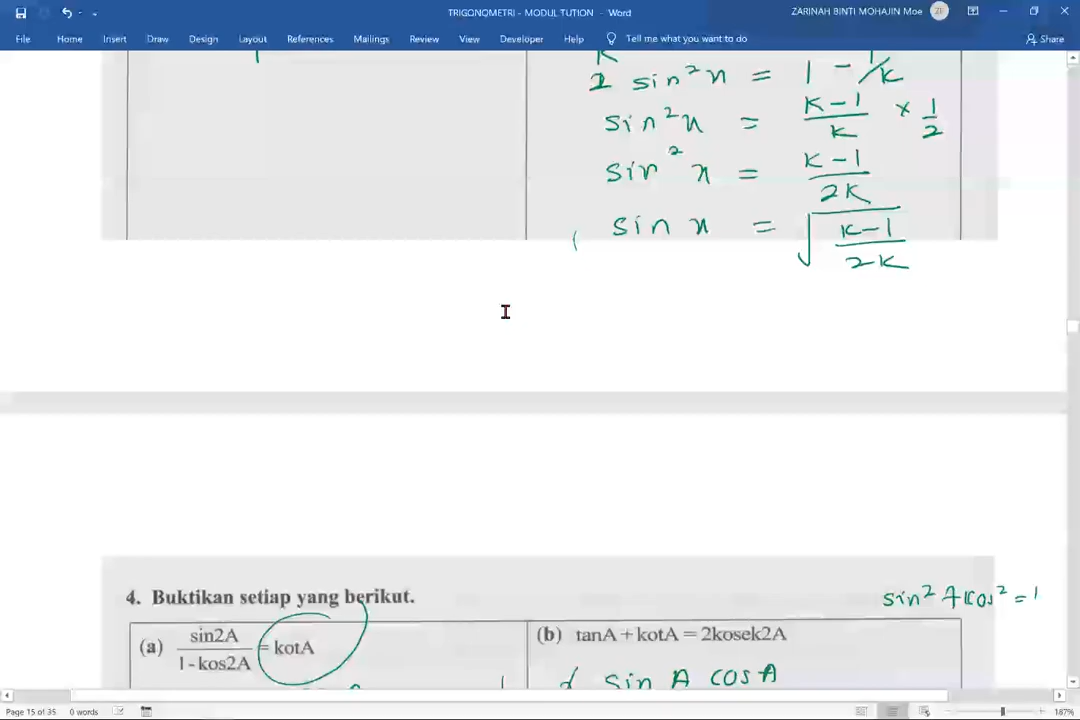 TRIGONOMETRI - MODUL TUTION - Word
ZARINAH BINTI MOHAJIN Moe
ZF
File Home Insert Draw Design Layout References Mailings Review View Developer Help Tell me what you want to do Share
2 sin²x = 1 - 1/K
sin²x = K-1/K × 1/2
sin²x = K-1/2K
sin x = √K-1/2K
4. Buktikan setiap yang berikut.
sin² + cos² = 1
(a) sin2A/1-kos2A = kotA
(b) tanA + kotA = 2kosek2A
sin A cos A
Page 15 of 35 0 words 187%